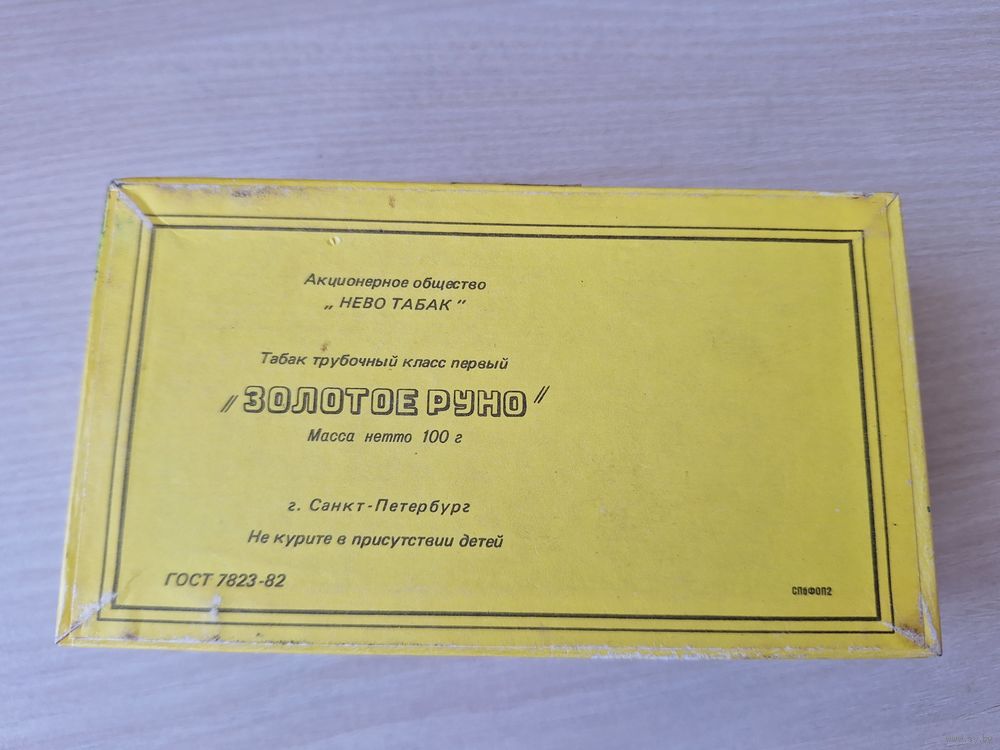 Акционерное общество
„ НЕВО ТАБАК "
Табак трубочный класс первый
"ЗОЛОТОЕ РУНО"
Масса нетто 100 г
г. Санкт-Петербург
Не курите в присутствии детей
ГОСТ 7823-82
СПбФОП2